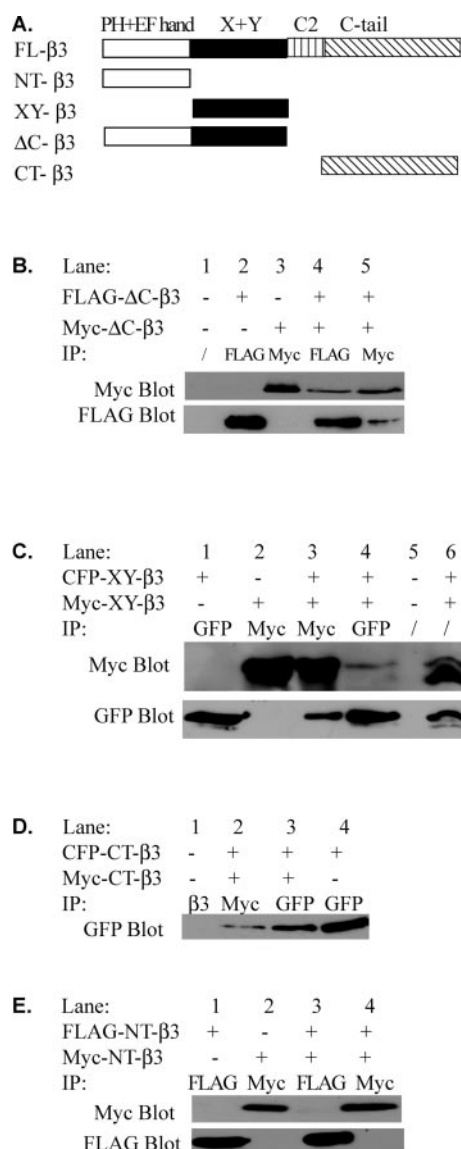 A. PH+EF hand X+Y C2 C-tail
FL-β3
NT- β3
XY- β3
ΔC- β3
CT- β3
B. Lane: 1 2 3 4 5
FLAG-ΔC-β3 - + - + +
Myc-ΔC-β3 - - + + +
IP: / FLAG Myc FLAG Myc
Myc Blot
FLAG Blot
C. Lane: 1 2 3 4 5 6
CFP-XY-β3 + - + + - +
Myc-XY-β3 - + + + - +
IP: GFP Myc Myc GFP / /
Myc Blot
GFP Blot
D. Lane: 1 2 3 4
CFP-CT-β3 - + + +
Myc-CT-β3 - + + -
IP: β3 Myc GFP GFP
GFP Blot
E. Lane: 1 2 3 4
FLAG-NT-β3 + - + +
Myc-NT-β3 - + + +
IP: FLAG Myc FLAG Myc
Myc Blot
FLAG Blot